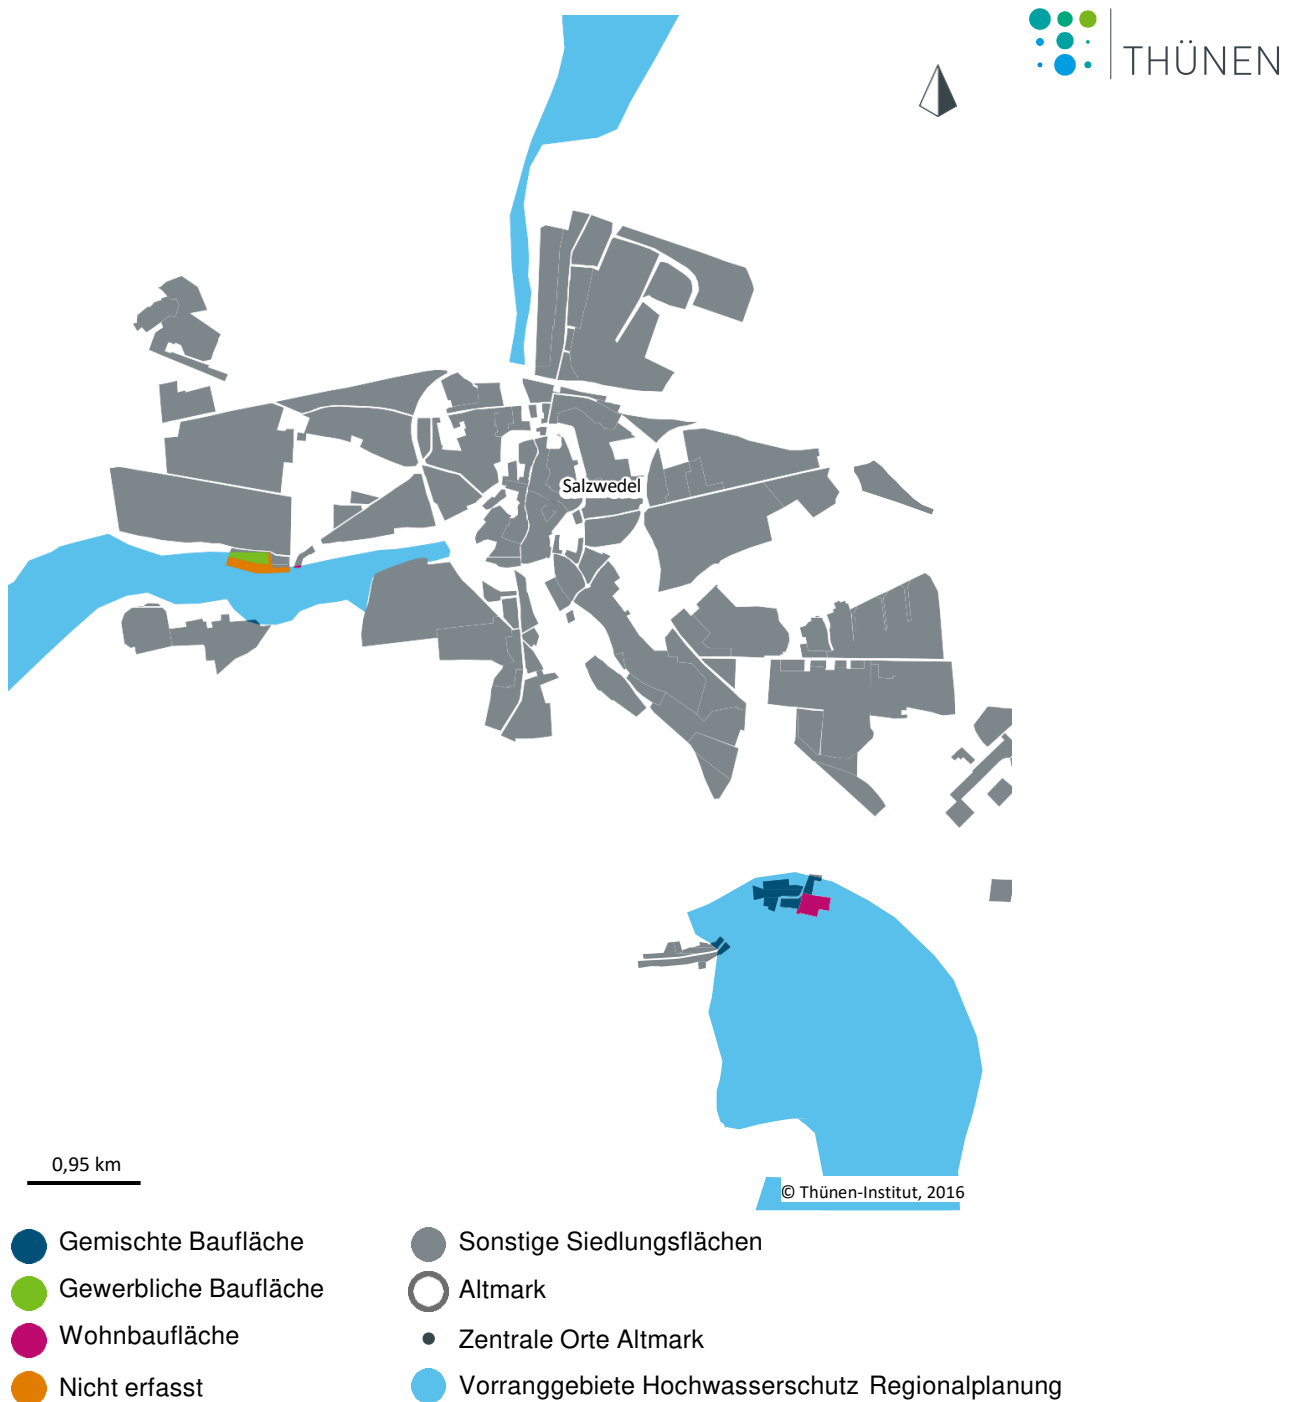 THÜNEN
Salzwedel
0,95 km
© Thünen-Institut, 2016
Gemischte Baufläche
Gewerbliche Baufläche
Wohnbaufläche
Nicht erfasst
Sonstige Siedlungsflächen
Altmark
Zentrale Orte Altmark
Vorranggebiete Hochwasserschutz Regionalplanung